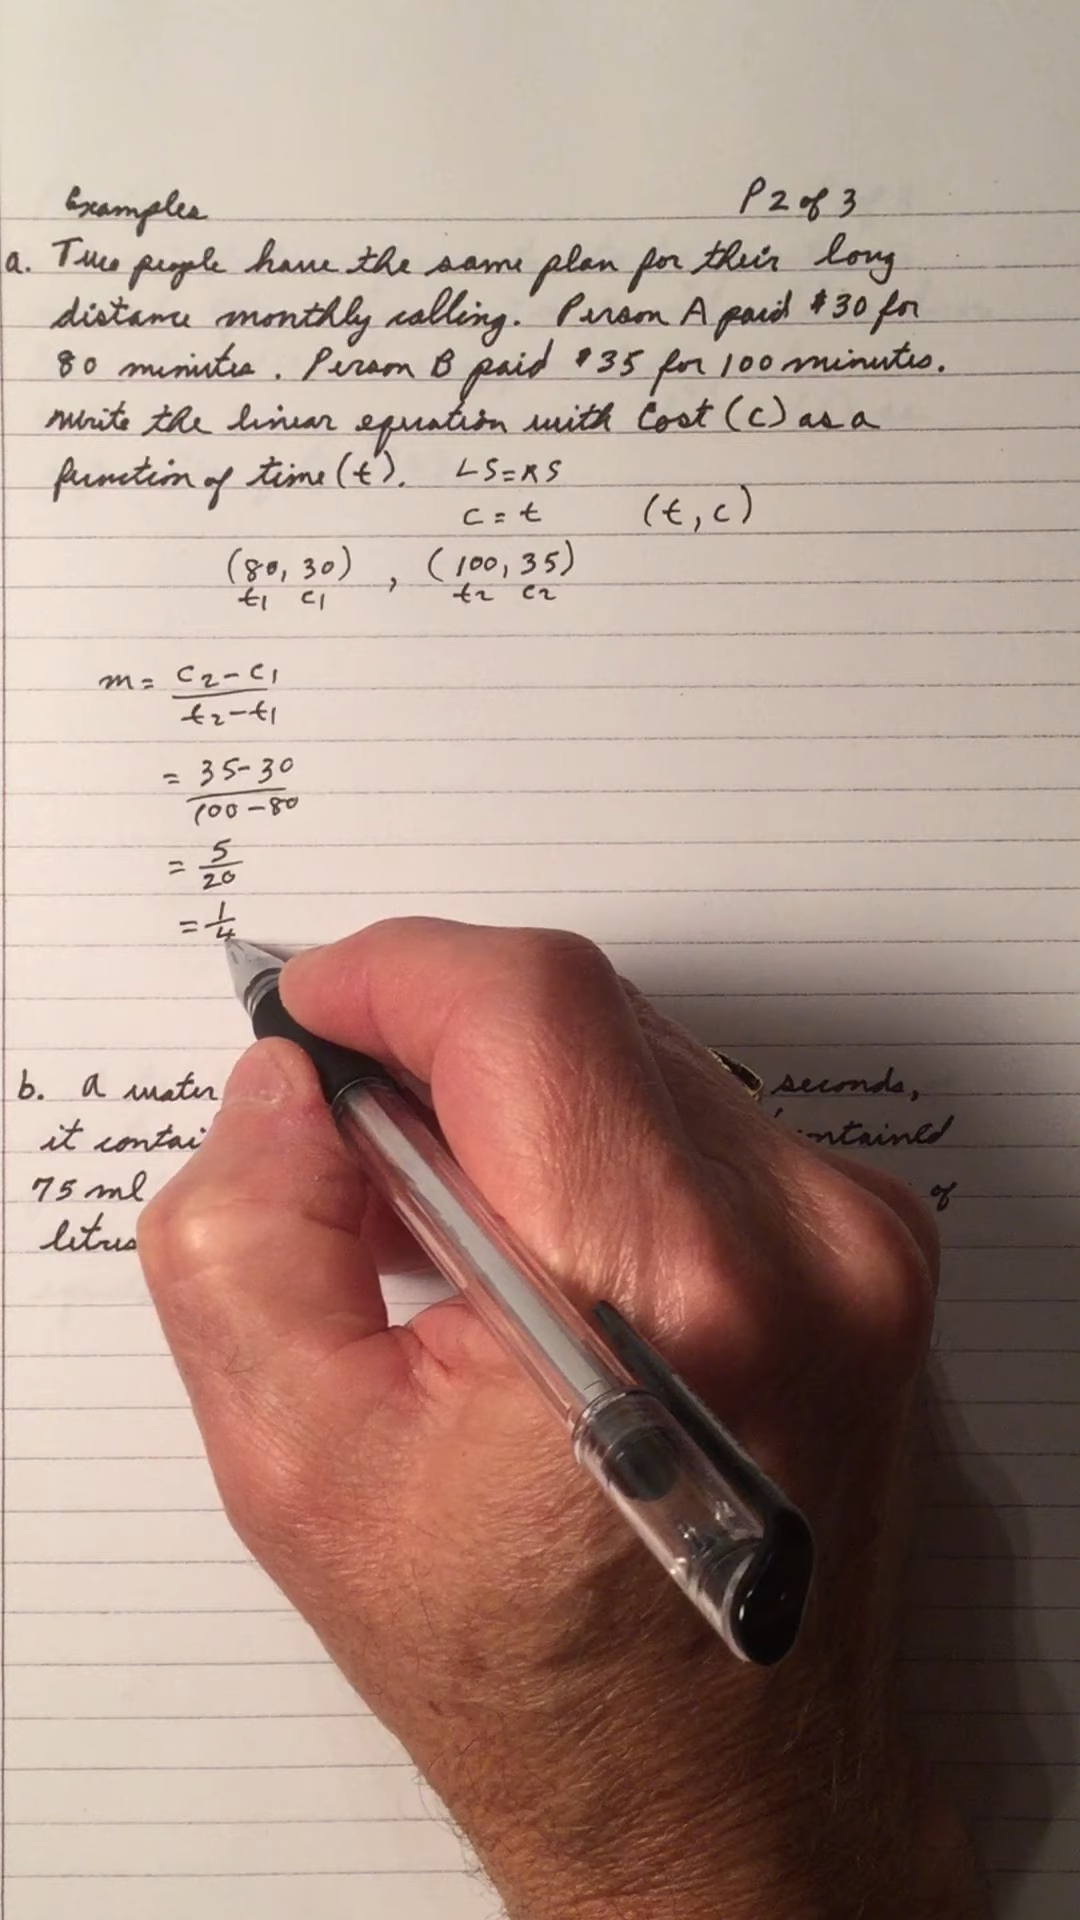 Examples P 2 of 3
a. Two people have the same plan for their long
distance monthly calling. Person A paid $30 for
80 minutes. Person B paid $35 for 100 minutes.
Write the linear equation with Cost (C) as a
function of time (t). LS=RS
C = t (t, c)
(80, 30) , (100, 35)
t1 c1 t2 c2
m = C2 - C1
t2 - t1
= 35 - 30
100 - 80
= 5
20
= 1
4
b. A water seconds,
it
75 ml of
litres